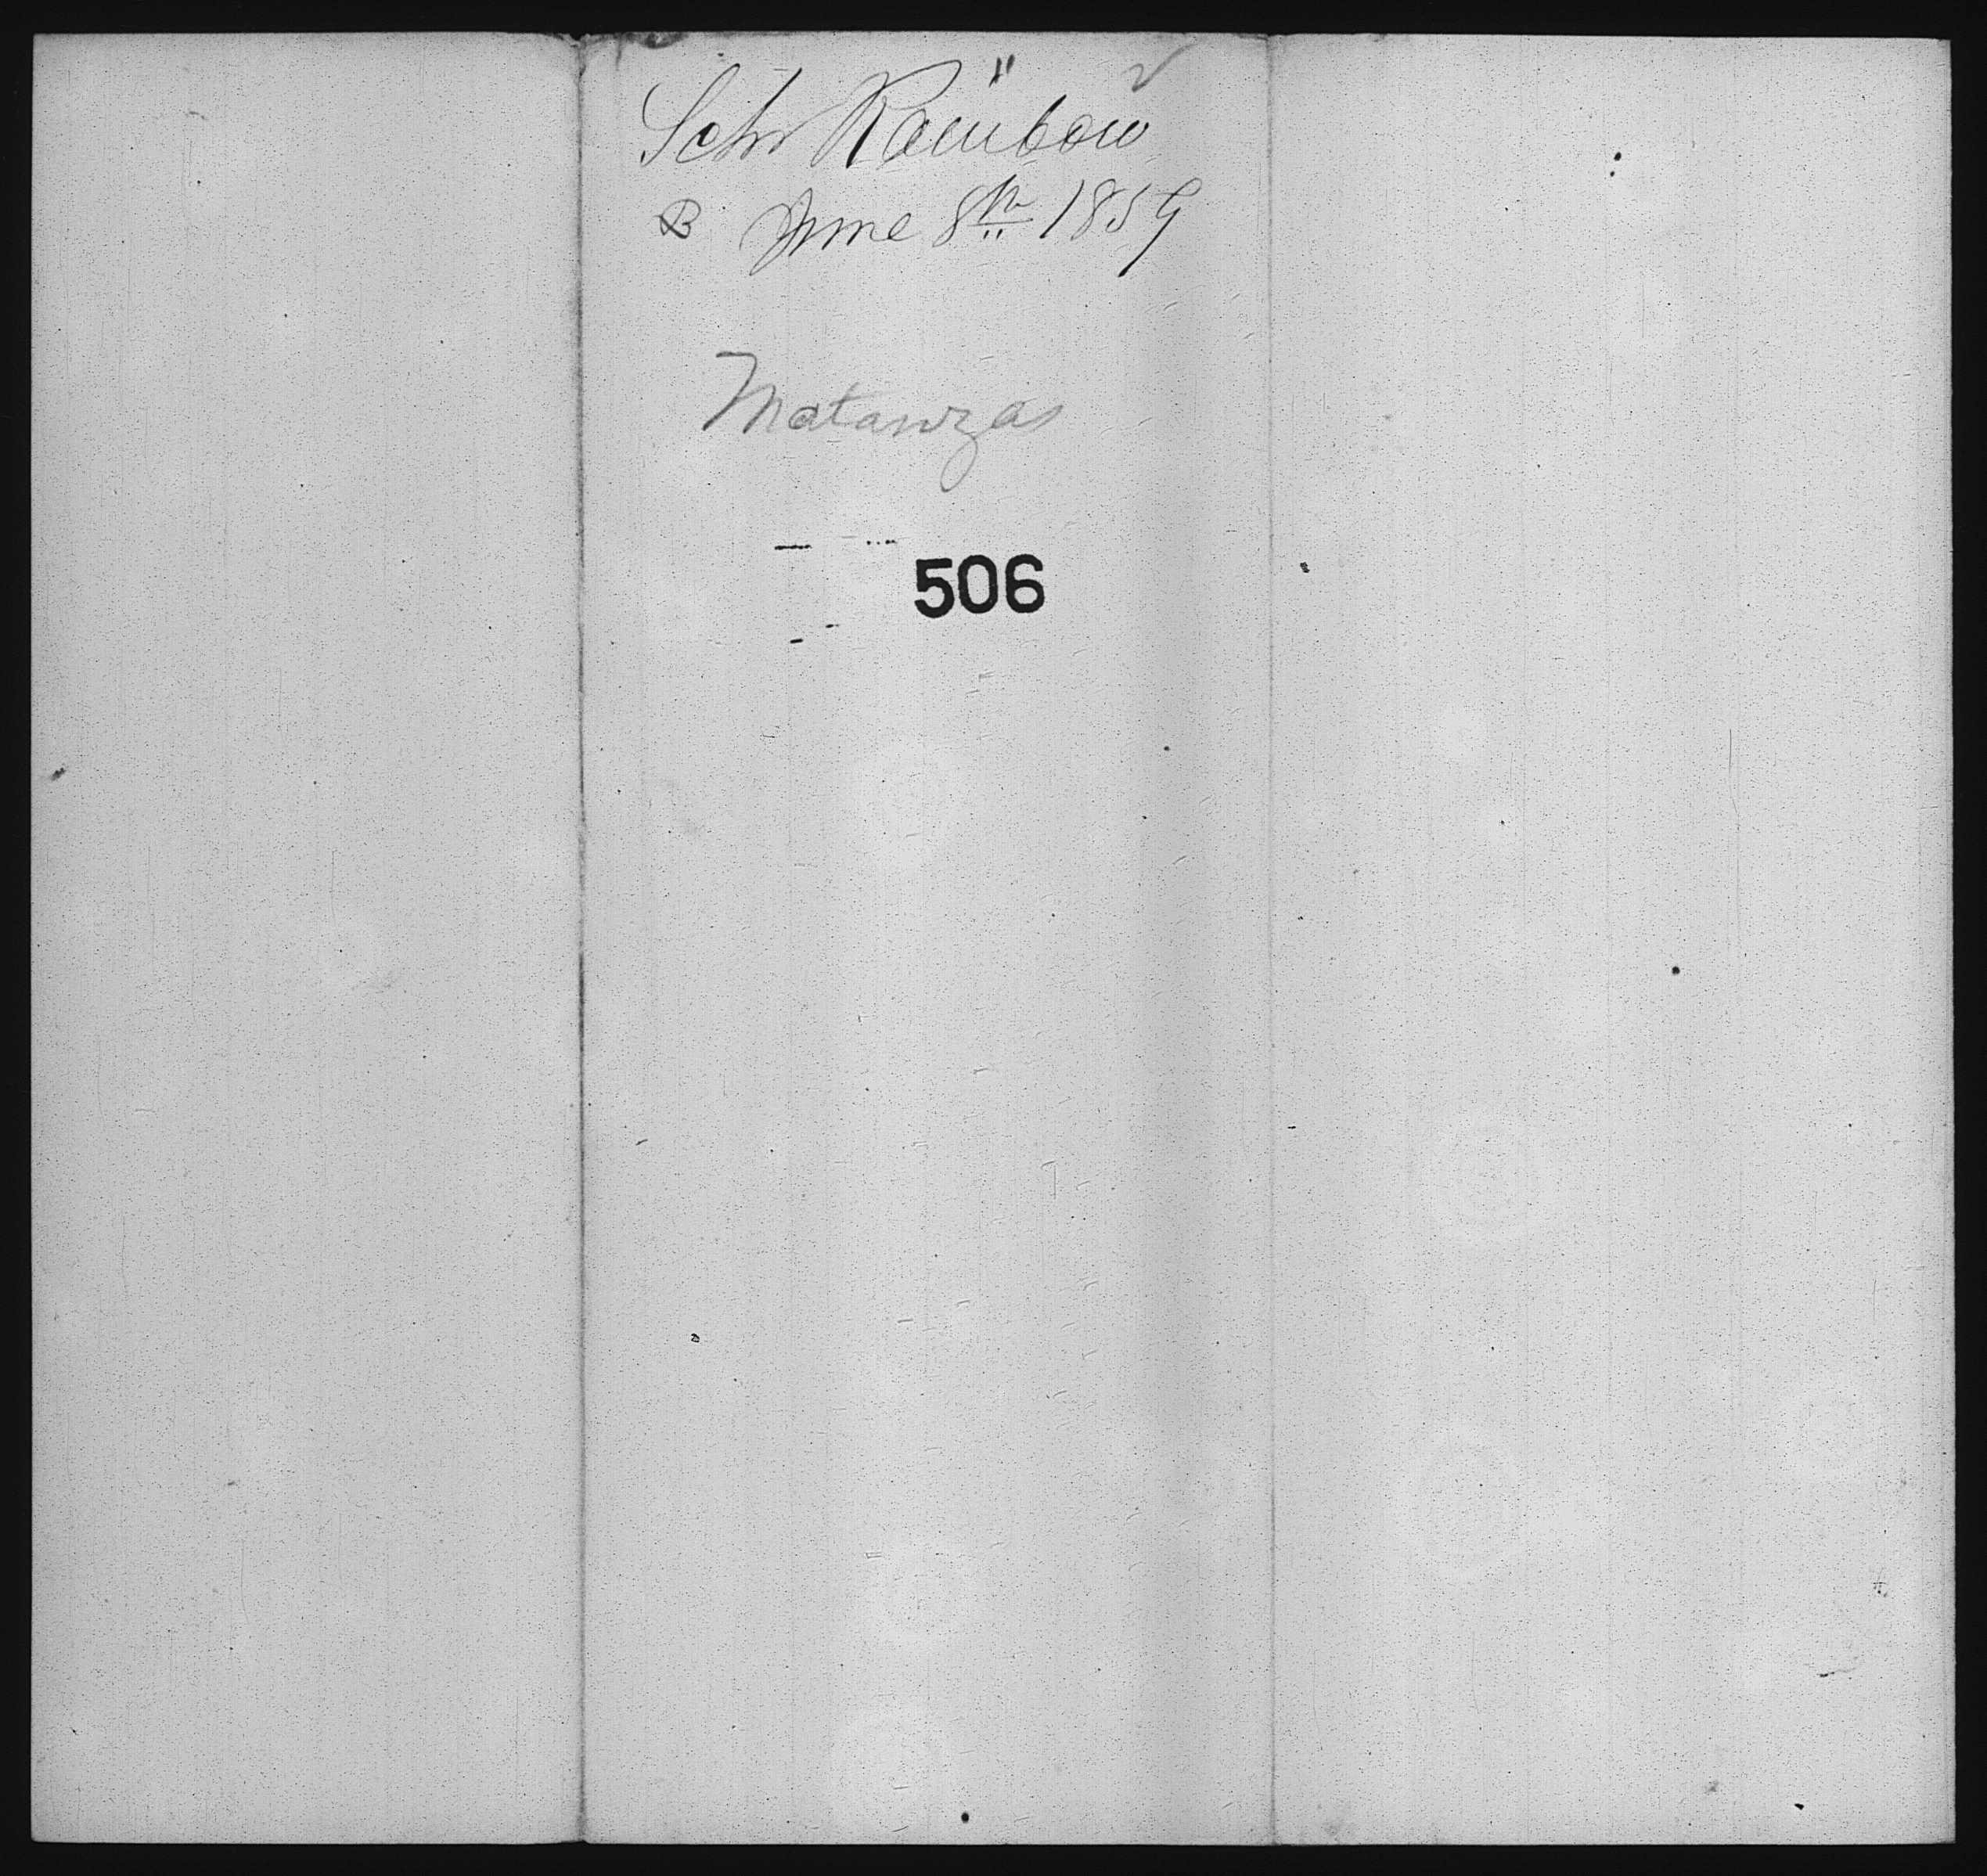 Schr Rainbow
B June 8th 1859
Matanzas
506